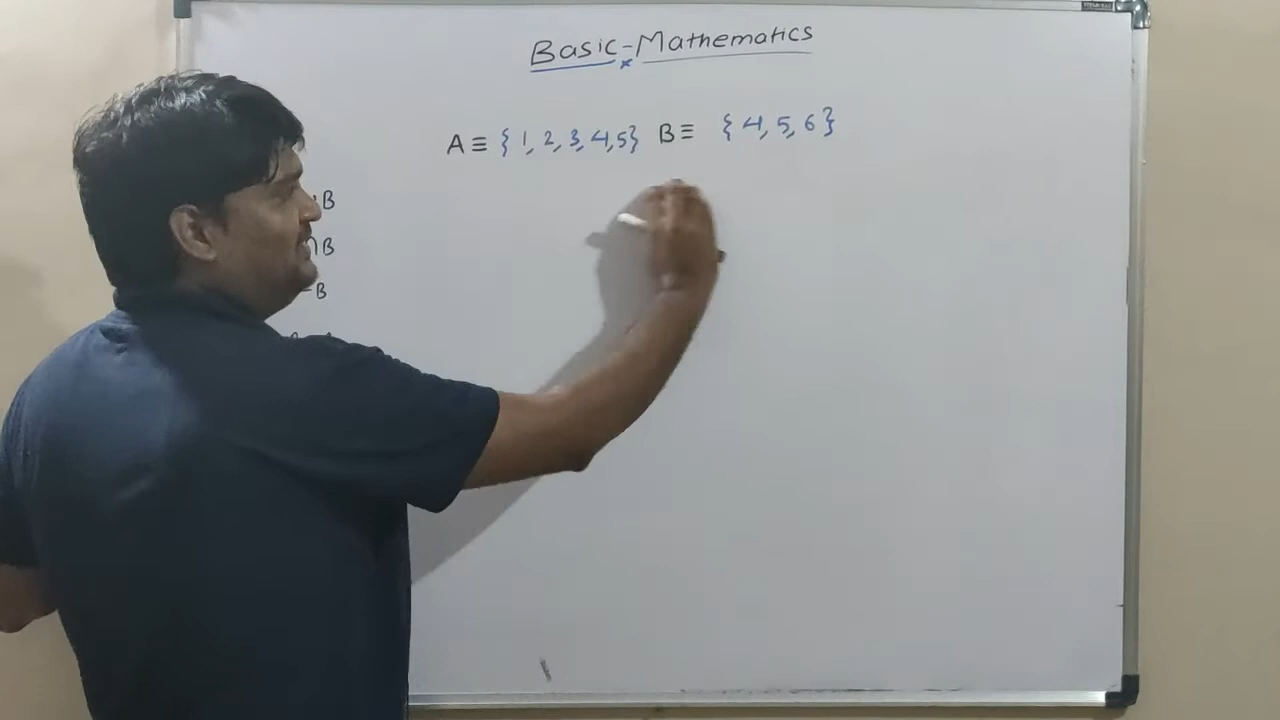 Basic-Mathematics
A ≡ { 1, 2, 3, 4, 5 } B ≡ { 4, 5, 6 }
B
∩B
-B